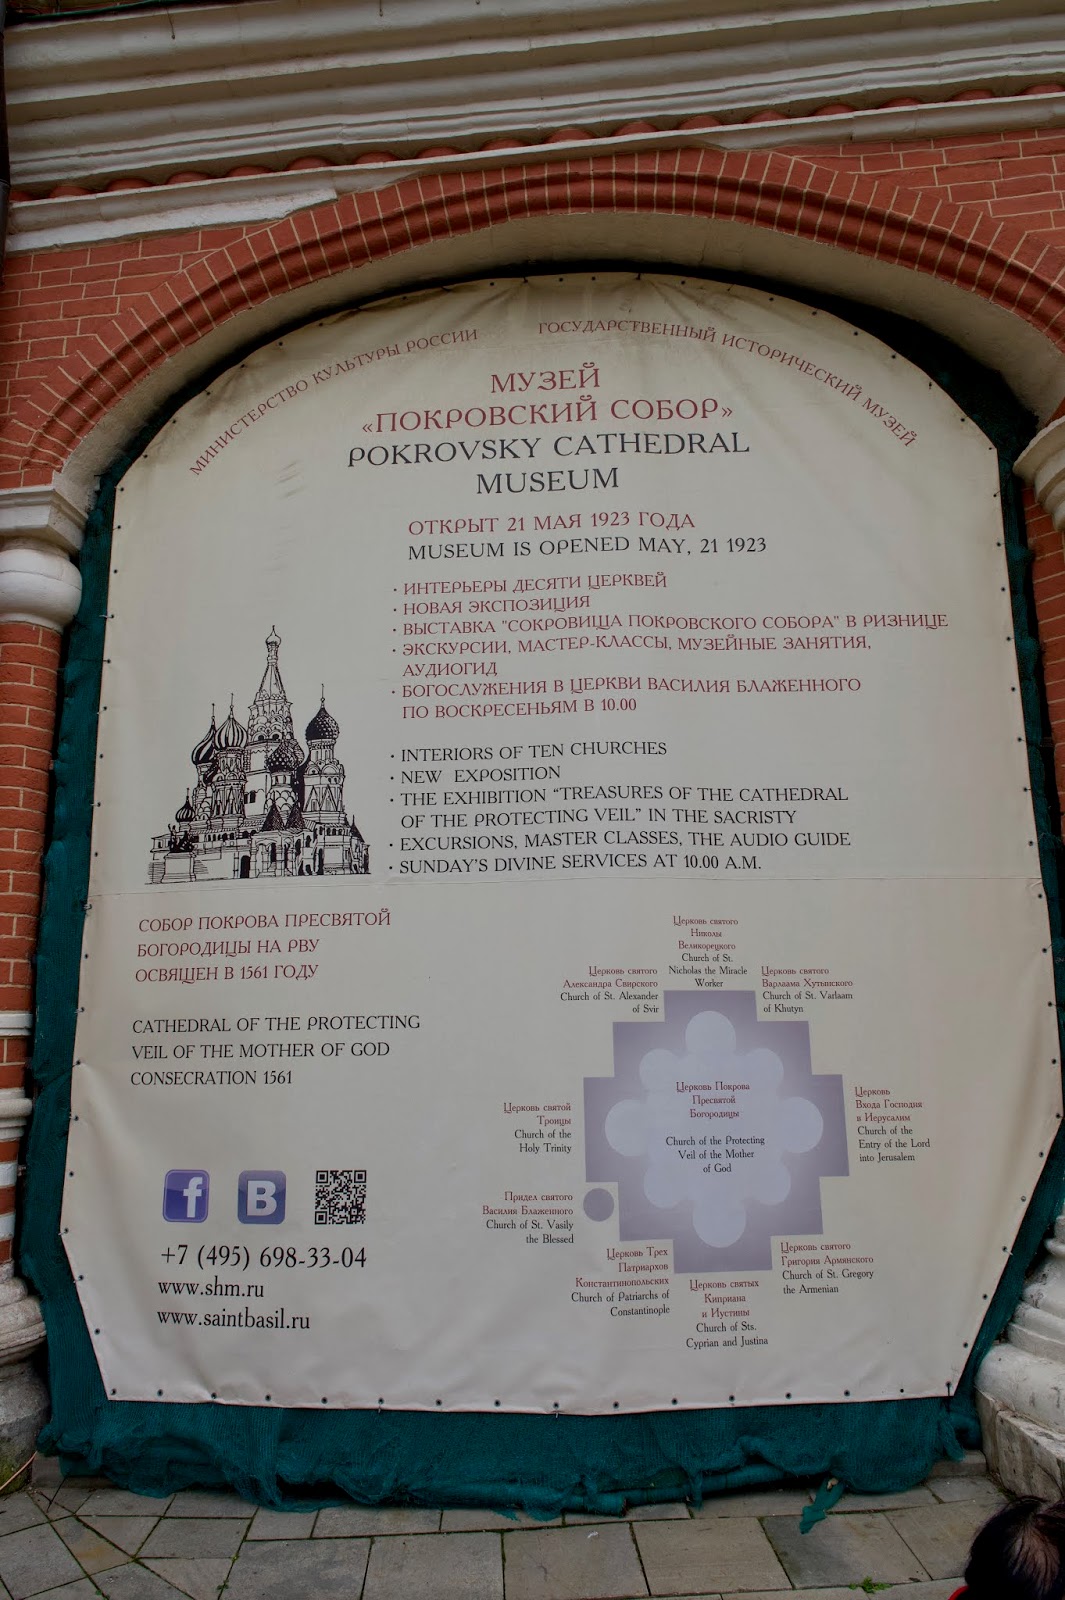 МИНИСТЕРСТВО КУЛЬТУРЫ РОССИИ
ГОСУДАРСТВЕННЫЙ ИСТОРИЧЕСКИЙ МУЗЕЙ
МУЗЕЙ
«ПОКРОВСКИЙ СОБОР»
POKROVSKY CATHEDRAL
MUSEUM
ОТКРЫТ 21 МАЯ 1923 ГОДА
MUSEUM IS OPENED MAY, 21 1923
· ИНТЕРЬЕРЫ ДЕСЯТИ ЦЕРКВЕЙ
· НОВАЯ ЭКСПОЗИЦИЯ
· ВЫСТАВКА "СОКРОВИЩА ПОКРОВСКОГО СОБОРА" В РИЗНИЦЕ
· ЭКСКУРСИИ, МАСТЕР-КЛАССЫ, МУЗЕЙНЫЕ ЗАНЯТИЯ,
АУДИОГИД
· БОГОСЛУЖЕНИЯ В ЦЕРКВИ ВАСИЛИЯ БЛАЖЕННОГО
ПО ВОСКРЕСЕНЬЯМ В 10.00
· INTERIORS OF TEN CHURCHES
· NEW EXPOSITION
· THE EXHIBITION “TREASURES OF THE CATHEDRAL
OF THE PROTECTING VEIL” IN THE SACRISTY
· EXCURSIONS, MASTER CLASSES, THE AUDIO GUIDE
· SUNDAY'S DIVINE SERVICES AT 10.00 A.M.
СОБОР ПОКРОВА ПРЕСВЯТОЙ
БОГОРОДИЦЫ НА РВУ
ОСВЯЩЕН В 1561 ГОДУ
CATHEDRAL OF THE PROTECTING
VEIL OF THE MOTHER OF GOD
CONSECRATION 1561
f B
+7 (495) 698-33-04
www.shm.ru
www.saintbasil.ru
Церковь святого
Николы
Великорецкого
Church of St.
Nicholas the Miracle
Worker
Церковь святого
Александра Свирского
Church of St. Alexander
of Svir
Церковь святого
Варлаама Хутынского
Church of St. Varlaam
of Khutyn
Церковь Покрова
Пресвятой
Богородицы
Church of the Protecting
Veil of the Mother
of God
Церковь
Входа Господня
в Иерусалим
Church of the
Entry of the Lord
into Jerusalem
Церковь святой
Троицы
Church of the
Holy Trinity
Придел святого
Василия Блаженного
Church of St. Vasily
the Blessed
Церковь Трех
Патриархов
Константинопольских
Church of Patriarchs of
Constantinople
Церковь святых
Киприана
и Иустины
Church of Sts.
Cyprian and Justina
Церковь святого
Григория Армянского
Church of St. Gregory
the Armenian